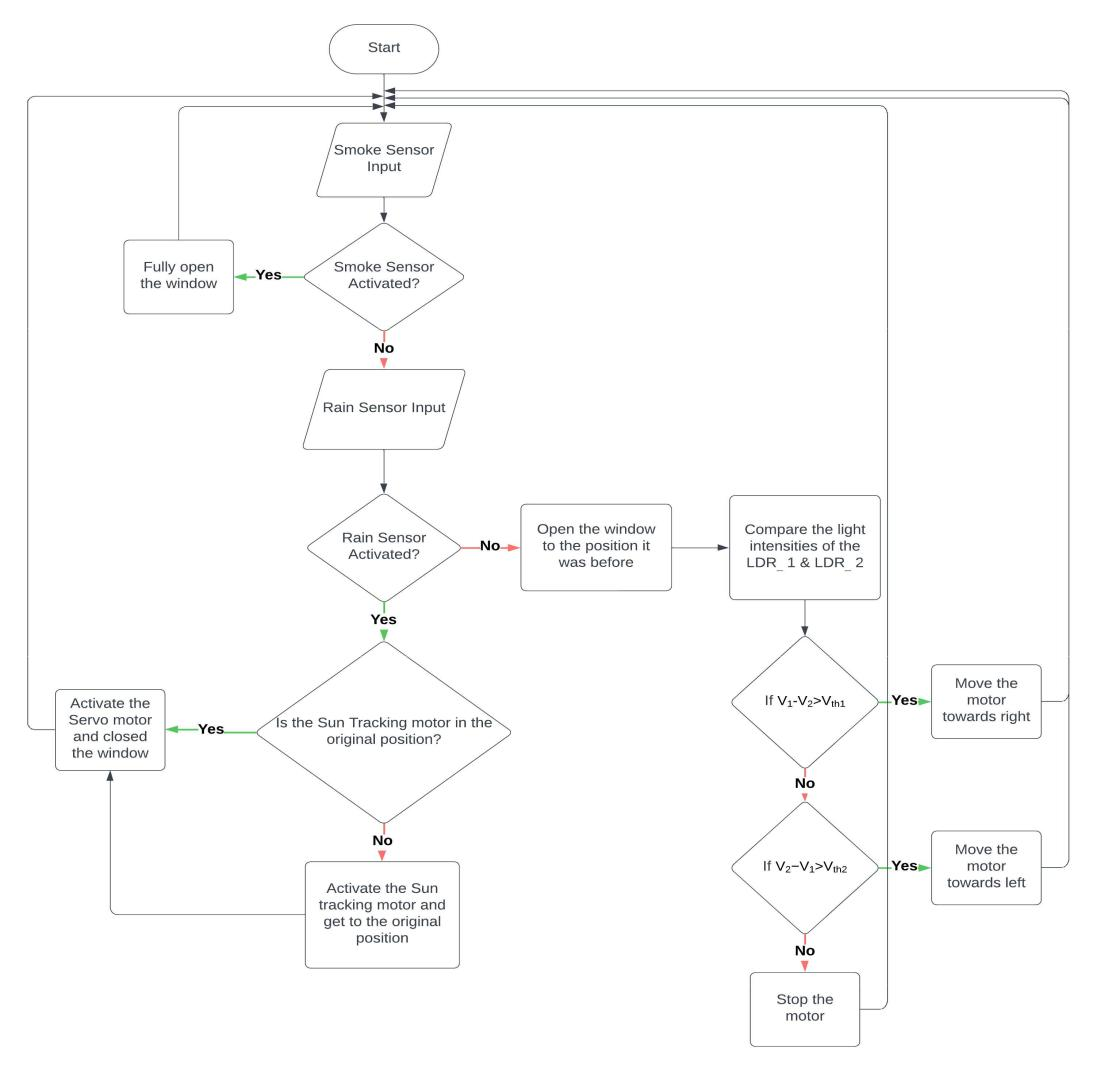 Start
Smoke Sensor
Input
Smoke Sensor
Activated?
Yes
Fully open
the window
No
Rain Sensor Input
Rain Sensor
Activated?
No
Open the window
to the position it
was before
Compare the light
intensities of the
LDR_ 1 & LDR_ 2
Yes
Is the Sun Tracking motor in the
original position?
Yes
Activate the
Servo motor
and closed
the window
No
Activate the Sun
tracking motor and
get to the original
position
If V₁-V₂>Vth1
Yes
Move the
motor
towards right
No
If V₂−V₁>Vth2
Yes
Move the
motor
towards left
No
Stop the
motor